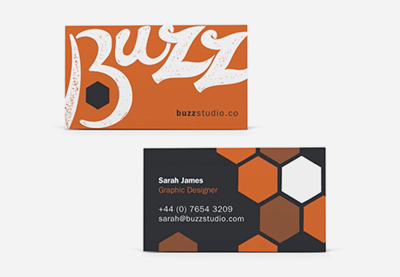 Buzz
buzzstudio.co
Sarah James
Graphic Designer
+44 (0) 7654 3209
sarah@buzzstudio.com